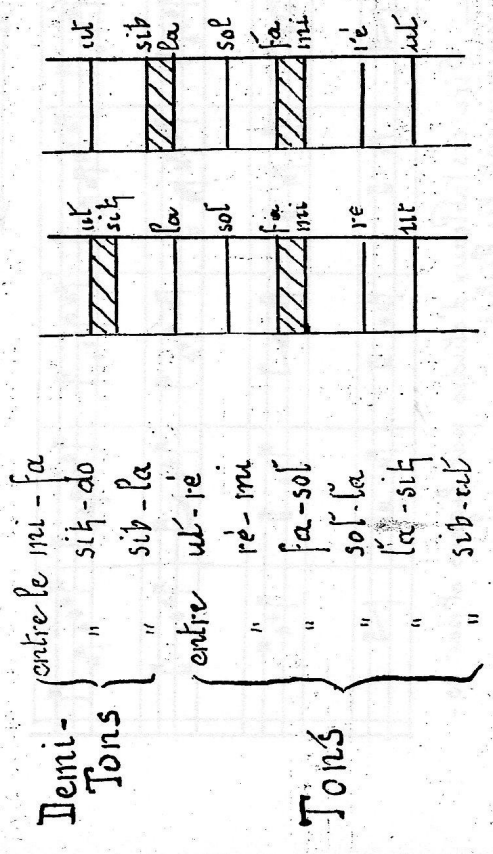 Demi-
Tons
entre le mi-fa
" si♮-do
" si♭-la
Tons
entre ut-ré
" ré-mi
" fa-sol
" sol-la
" la-si♮
" si♭-ut
ut
si♮
la
sol
fa
mi
ré
ut
ut
si♭
la
sol
fa
mi
ré
ut